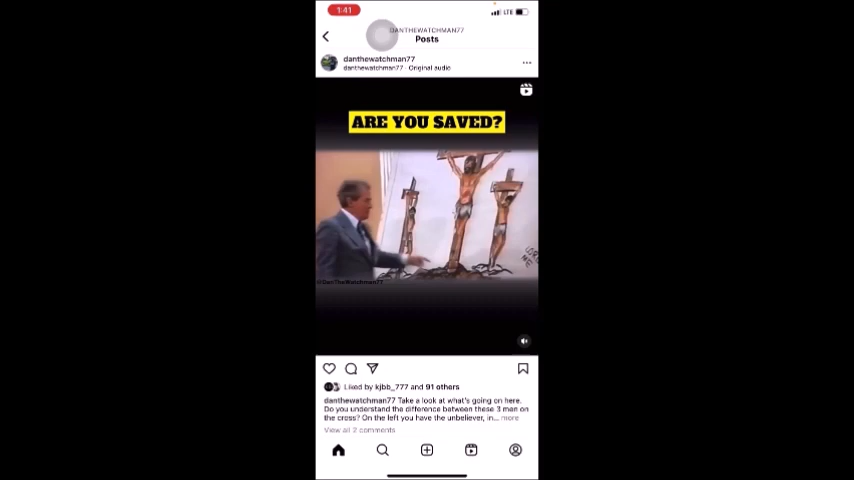 1:41
LTE
DANTHEWATCHMAN77
Posts
danthewatchman77
danthewatchman77 · Original audio
ARE YOU SAVED?
@DanTheWatchman77
Liked by kjbb_777 and 91 others
danthewatchman77 Take a look at what's going on here.
Do you understand the difference between these 3 men on
the cross? On the left you have the unbeliever, in... more
View all 2 comments